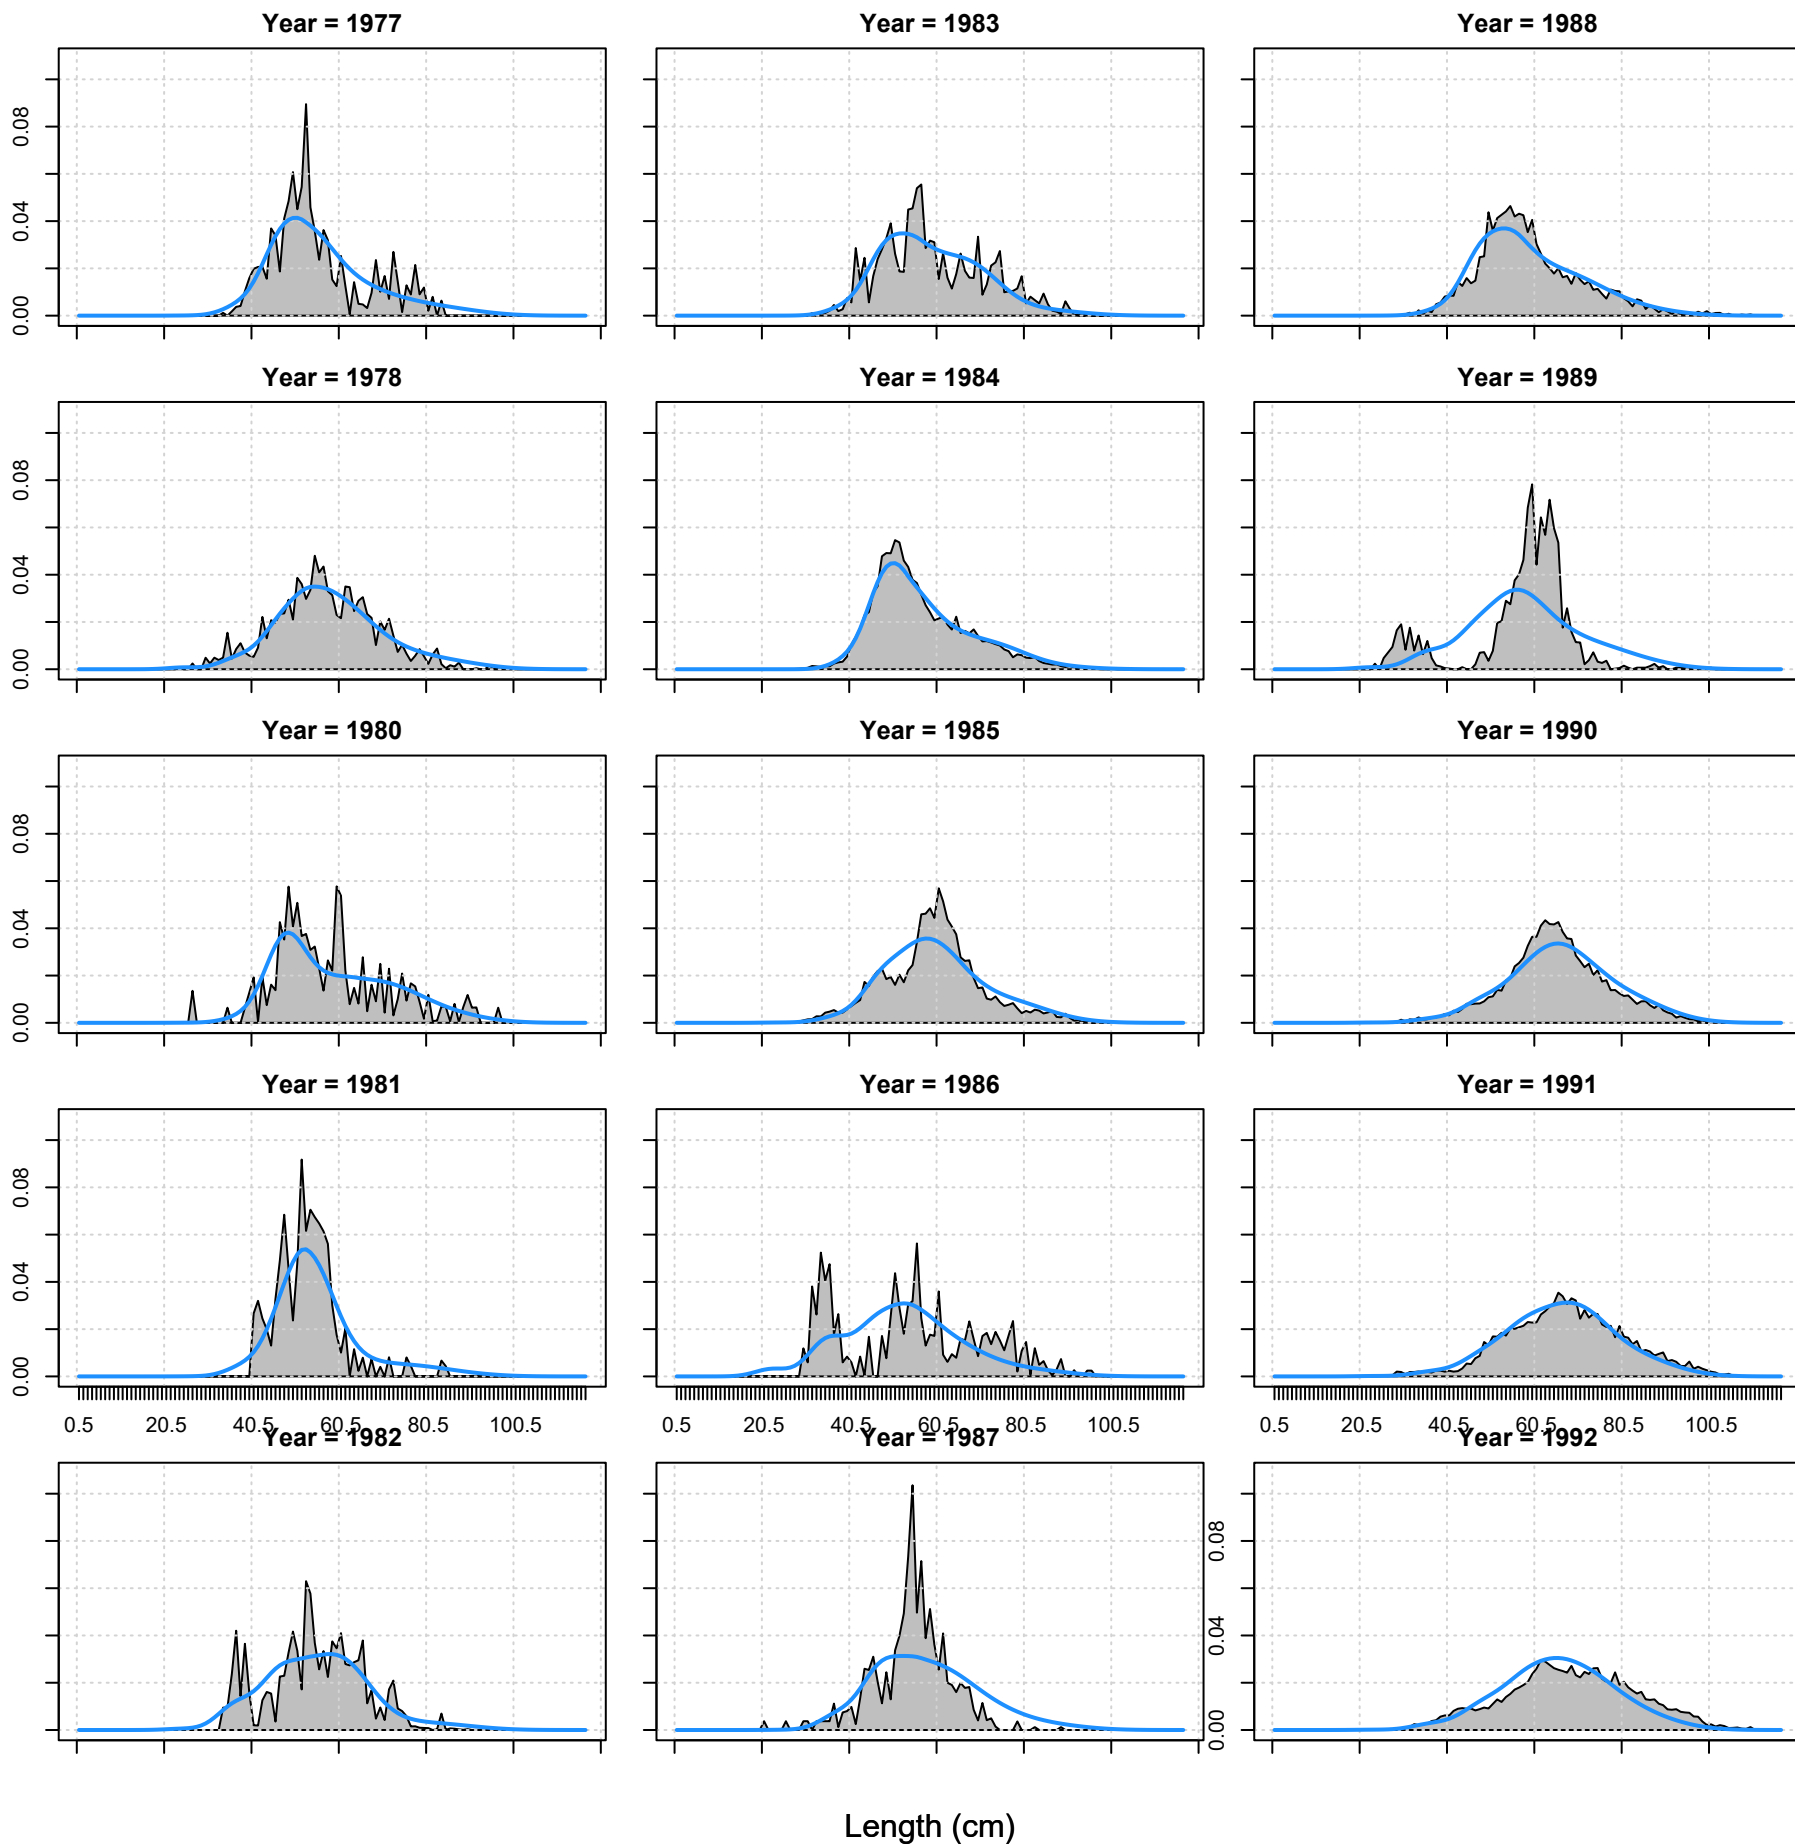 Year = 1977 Year = 1983 Year = 1988
0.08
0.04
0.00
Year = 1978 Year = 1984 Year = 1989
0.08
0.04
0.00
Year = 1980 Year = 1985 Year = 1990
0.08
0.04
0.00
Year = 1981 Year = 1986 Year = 1991
0.08
0.04
0.00
0.5 20.5 40.5 60.5 80.5 100.5 0.5 20.5 40.5 60.5 80.5 100.5 0.5 20.5 40.5 60.5 80.5 100.5
Year = 1982 Year = 1987 Year = 1992
0.08
0.04
0.00
Length (cm)